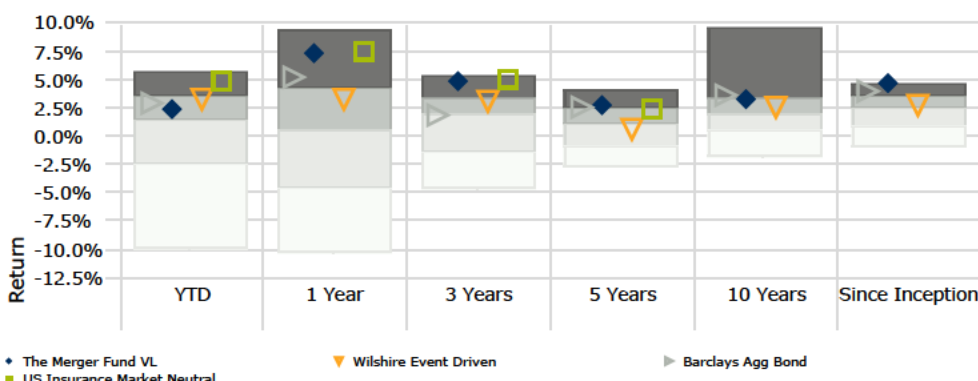 10.0%
7.5%
5.0%
2.5%
0.0%
-2.5%
-5.0%
-7.5%
-10.0%
-12.5%
Return
YTD 1 Year 3 Years 5 Years 10 Years Since Inception
The Merger Fund VL Wilshire Event Driven Barclays Agg Bond
US Insurance Market Neutral